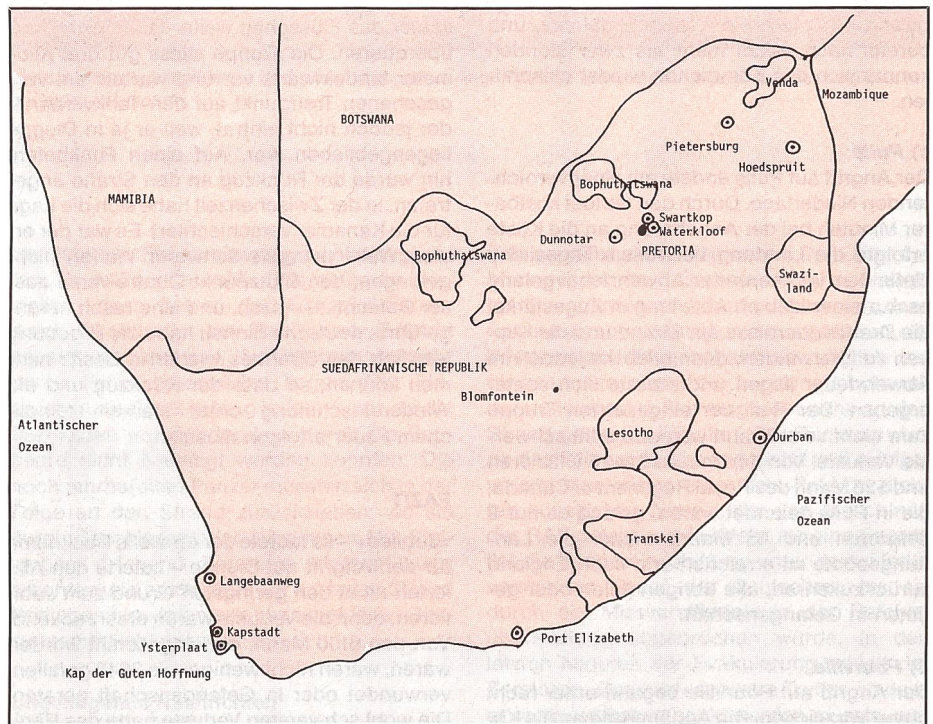 Venda
Mozambique
BOTSWANA
Pietersburg
Hoedspruit
Bophuthatswana
MAMIBIA
Swartkop
Waterkloof
Dunnotar
PRETORIA
Bophuthatswana
Swazi-
land
SUEDAFRIKANISCHE REPUBLIK
Blomfontein
Atlantischer
Ozean
Lesotho
Durban
Pazifischer
Ozean
Transkei
Langebaanweg
Kapstadt
Port Elizabeth
Ysterplaat
Kap der Guten Hoffnung